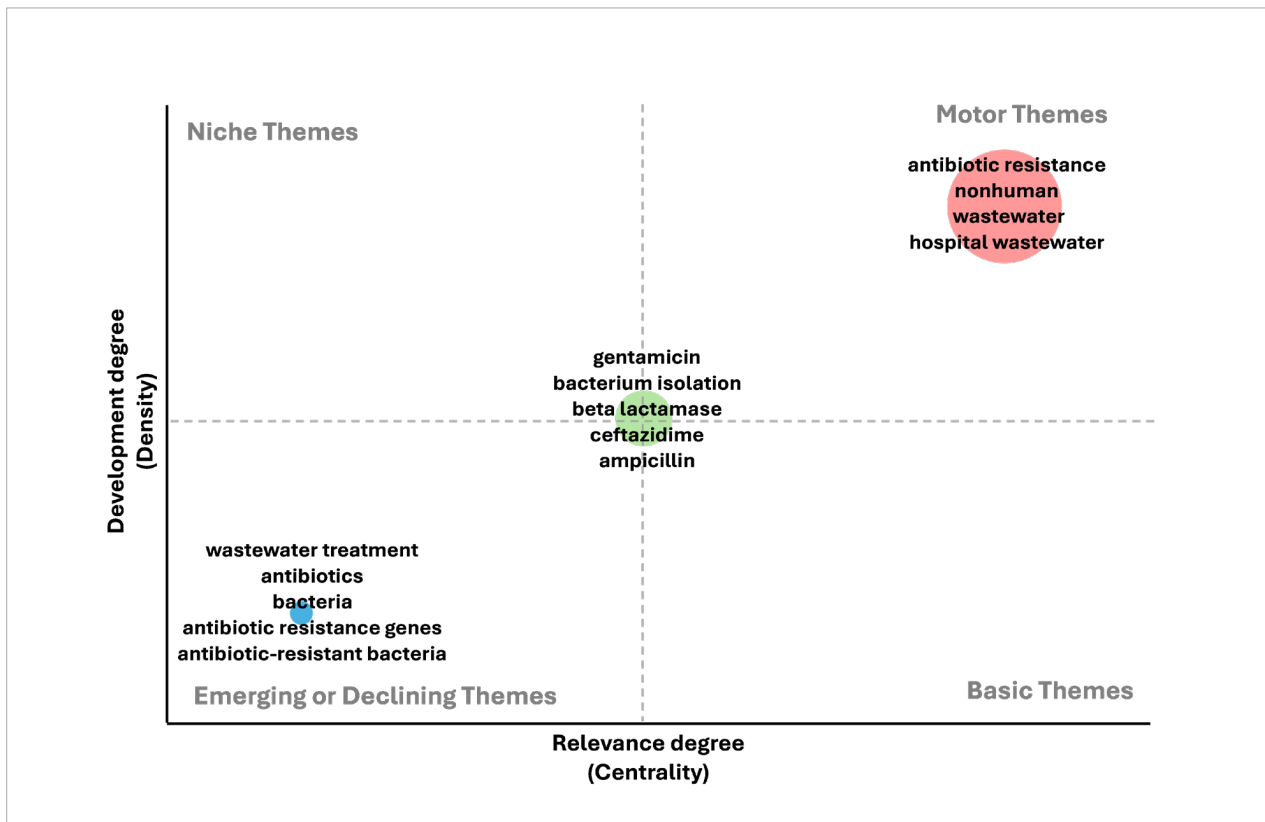 Niche Themes
Motor Themes
antibiotic resistance
nonhuman
wastewater
hospital wastewater
Development degree
(Density)
gentamicin
bacterium isolation
beta lactamase
ceftazidime
ampicillin
wastewater treatment
antibiotics
bacteria
antibiotic resistance genes
antibiotic-resistant bacteria
Emerging or Declining Themes
Basic Themes
Relevance degree
(Centrality)